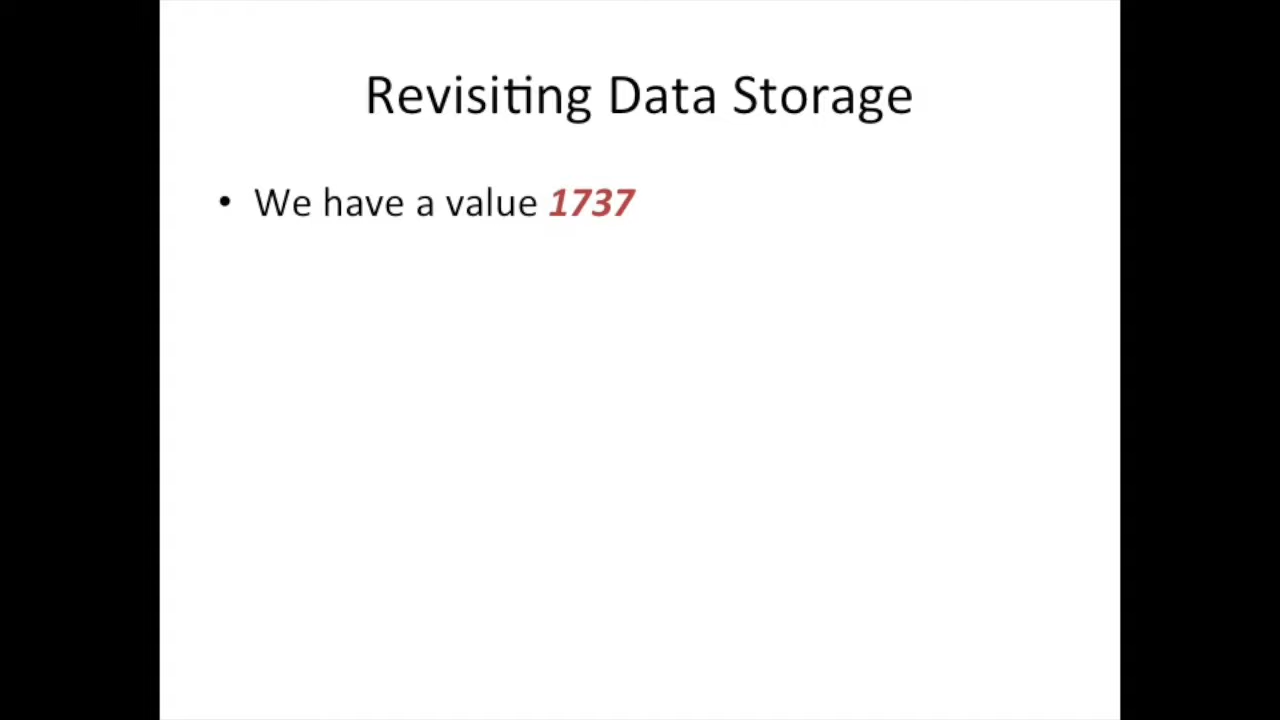 Revisiting Data Storage
• We have a value 1737